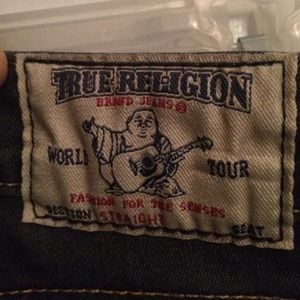 TRUE RELIGION
BRAND JEANS®
WORLD TOUR
FASHION FOR THE SENSES
SECTION STRAIGHT SEAT